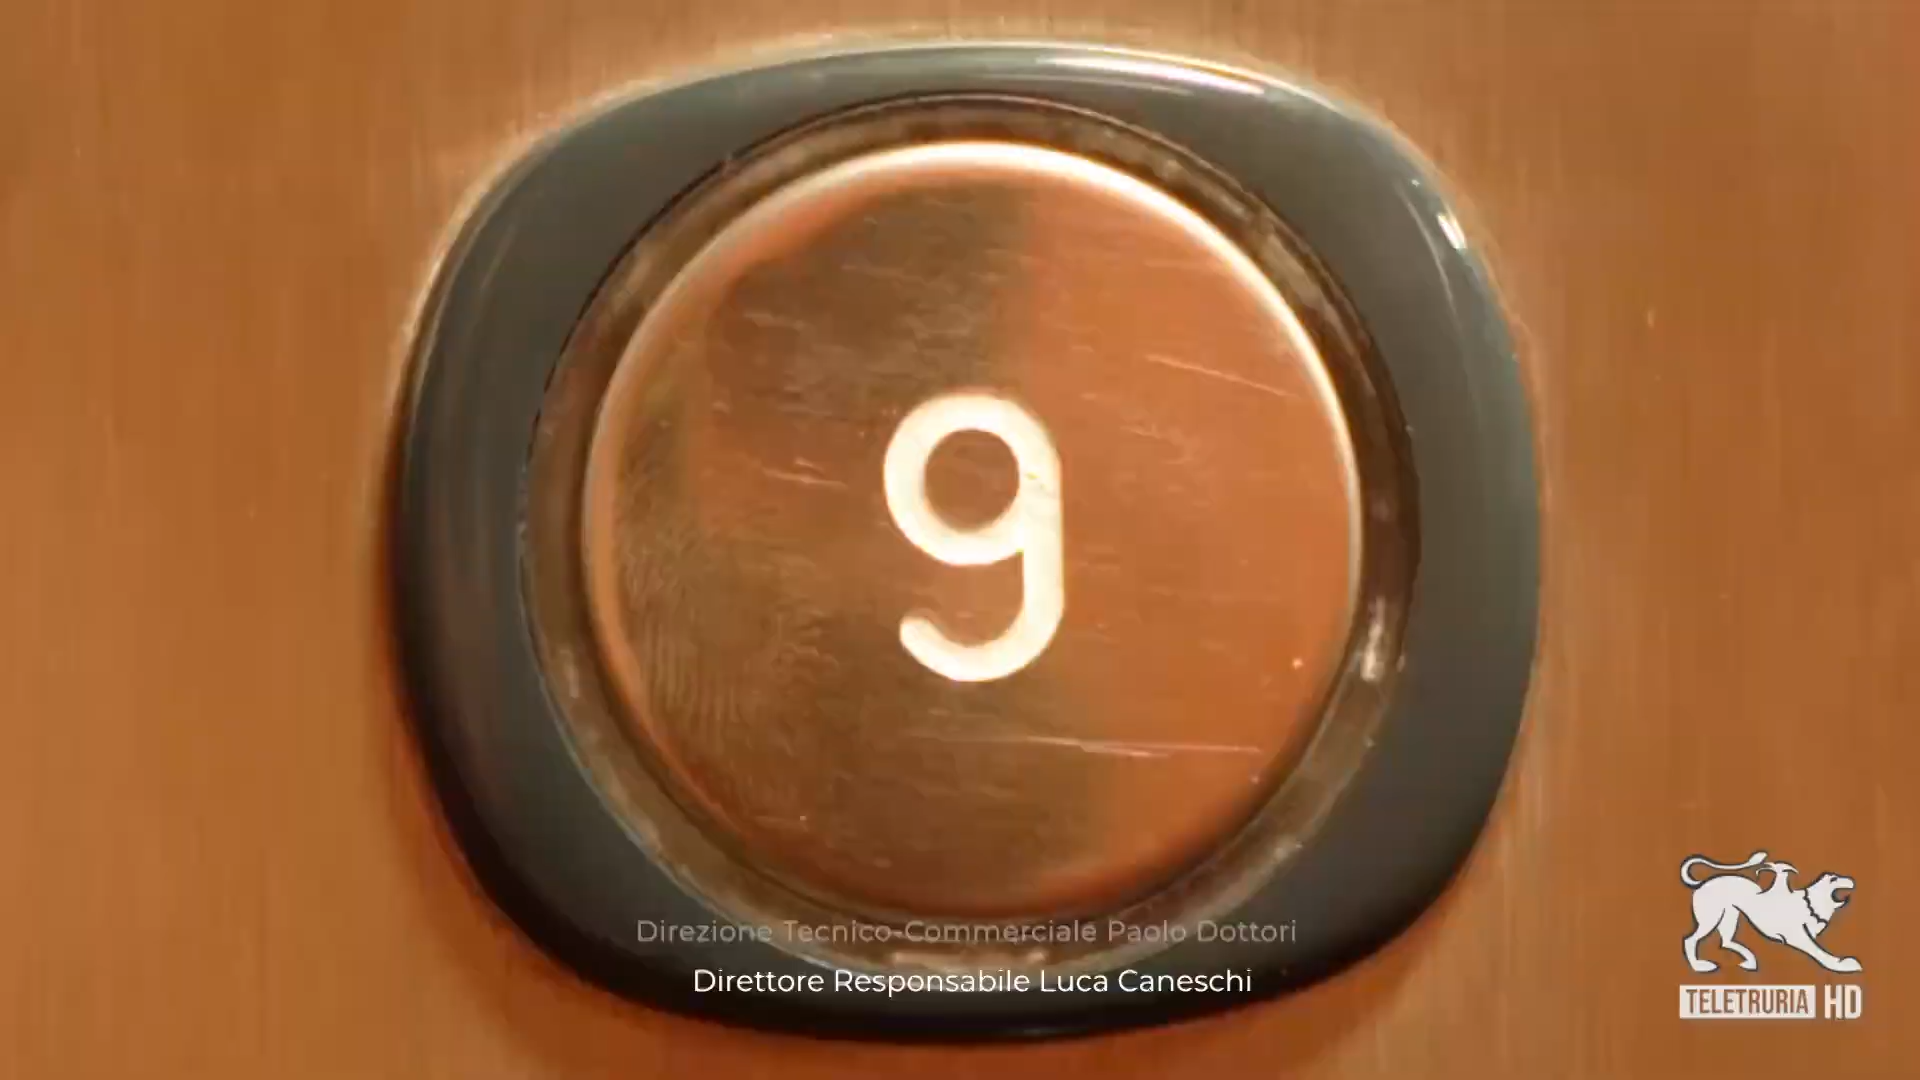 9
Direzione Tecnico-Commerciale Paolo Dottori
Direttore Responsabile Luca Caneschi
TELETRURIA HD